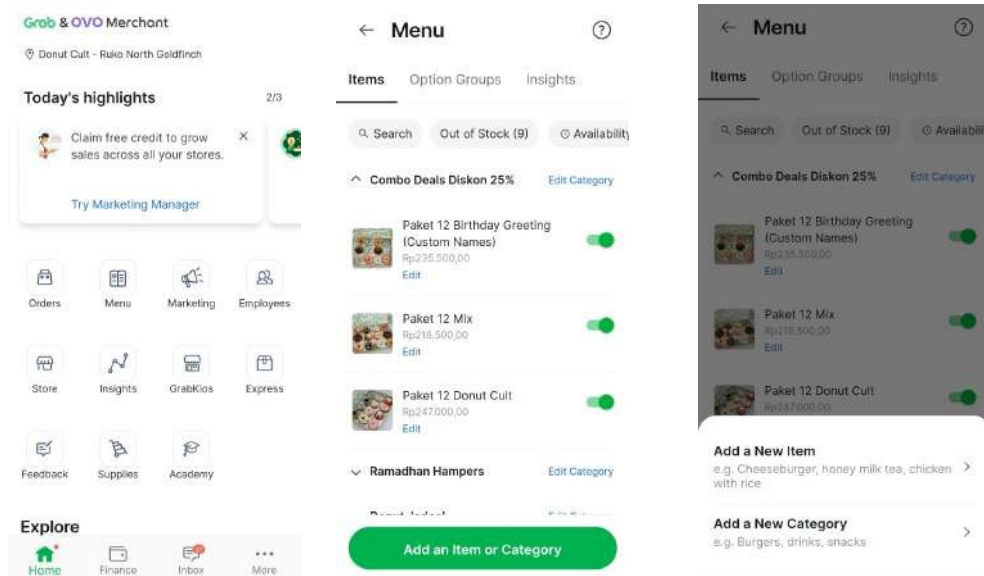 Grab & OVO Merchant
Donut Cult - Ruko North Goldfinch
Today's highlights
2/3
Claim free credit to grow
sales across all your stores.
Try Marketing Manager
Orders
Menu
Marketing
Employees
Store
Insights
GrabKios
Express
Feedback
Supplies
Academy
Explore
Home
Finance
Inbox
More
Menu
Items
Option Groups
Insights
Search
Out of Stock (9)
Availability
Combo Deals Diskon 25%
Edit Category
Paket 12 Birthday Greeting
(Custom Names)
Rp235.500,00
Edit
Paket 12 Mix
Rp218.500,00
Edit
Paket 12 Donut Cult
Rp247.000,00
Edit
Ramadhan Hampers
Edit Category
Add an Item or Category
Menu
Items
Option Groups
Insights
Search
Out of Stock (9)
Availabili
Combo Deals Diskon 25%
Edit Category
Paket 12 Birthday Greeting
(Custom Names)
Rp235.500,00
Edit
Paket 12 Mix
Rp218.500,00
Edit
Paket 12 Donut Cult
Rp247.000,00
Add a New Item
e.g. Cheeseburger, honey milk tea, chicken
with rice
Add a New Category
e.g. Burgers, drinks, snacks